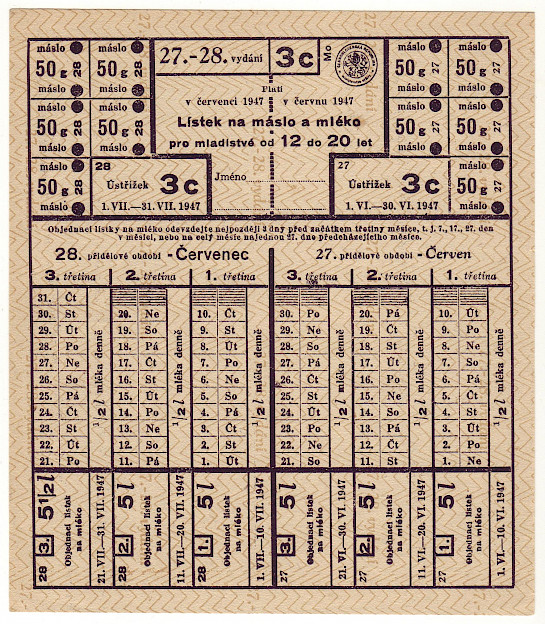 máslo máslo 27.-28. vydání 3c Mo máslo máslo
50g 28 50g 28 50g 27 50g 27
máslo máslo Platí máslo máslo
v červenci 1947 v červnu 1947
máslo máslo Lístek na máslo a mléko máslo máslo
50g 28 50g 28 pro mladistvé od 12 do 20 let 50g 27 50g 27
máslo máslo máslo máslo
máslo 28 Jméno 27 máslo
50g 28 Ústřižek 3c Ústřižek 3c 50g 27
máslo 1. VII.—31. VII. 1947 1. VI.—30. VI. 1947 máslo
Objednací lístky na mléko odevzdejte nejpozději 3 dny před začátkem třetiny měsíce, t. j. 7., 17., 27. den
v měsíci, nebo na celý měsíc najednou 27. dne předcházejícího měsíce.
28. přídělové období - Červenec 27. přídělové období - Červen
3. třetina 2. třetina 1. třetina 3. třetina 2. třetina 1. třetina
31. Čt
30. St 20. Ne 10. Čt 30. Po 20. Pá 10. Út
29. Út 19. So 9. St 29. Ne 19. Čt 9. Po
28. Po 18. Pá 8. Út 28. So 18. St 8. Ne
27. Ne 17. Čt 7. Po 27. Pá 17. Út 7. So
26. So 16. St 6. Ne 26. Čt 16. Po 6. Pá
25. Pá 15. Út 5. So 25. St 15. Ne 5. Čt
24. Čt 14. Po 4. Pá 24. Út 14. So 4. St
23. St 13. Ne 3. Čt 23. Po 13. Pá 3. Út
22. Út 12. So 2. St 22. Ne 12. Čt 2. Po
21. Po 11. Pá 1. Út 21. So 11. St 1. Ne
1/2 l mléka denně
1/2 l mléka denně
1/2 l mléka denně
1/2 l mléka denně
1/2 l mléka denně
1/2 l mléka denně
28 3. 5 1/2 l
Objednací lístek
na mléko
21. VII.—31. VII. 1947
28 2. 5 l
Objednací lístek
na mléko
11. VII.—20. VII. 1947
28 1. 5 l
Objednací lístek
na mléko
1. VII.—10. VII. 1947
27 3. 5 l
Objednací lístek
na mléko
21. VI.—30. VI. 1947
27 2. 5 l
Objednací lístek
na mléko
11. VI.—20. VI. 1947
27 1. 5 l
Objednací lístek
na mléko
1. VI.—10. VI. 1947